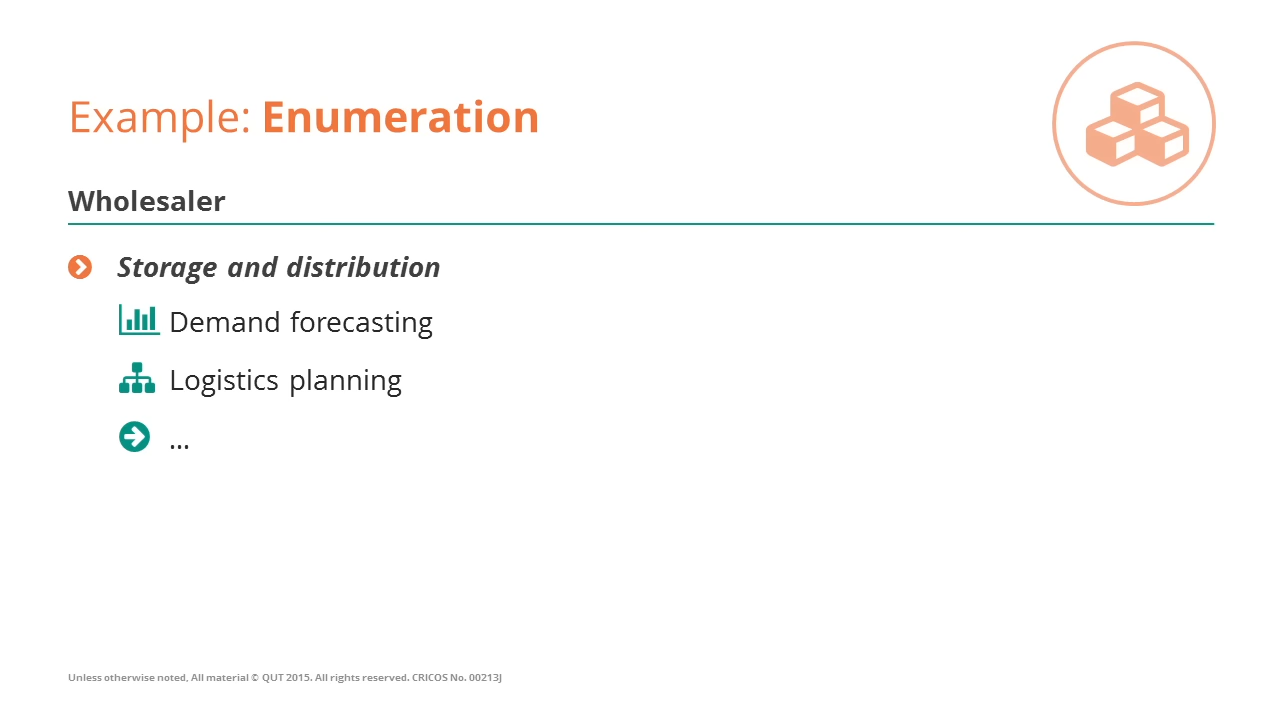 Example: Enumeration
Wholesaler
Storage and distribution
Demand forecasting
Logistics planning
...
Unless otherwise noted, All material © QUT 2015. All rights reserved. CRICOS No. 00213J